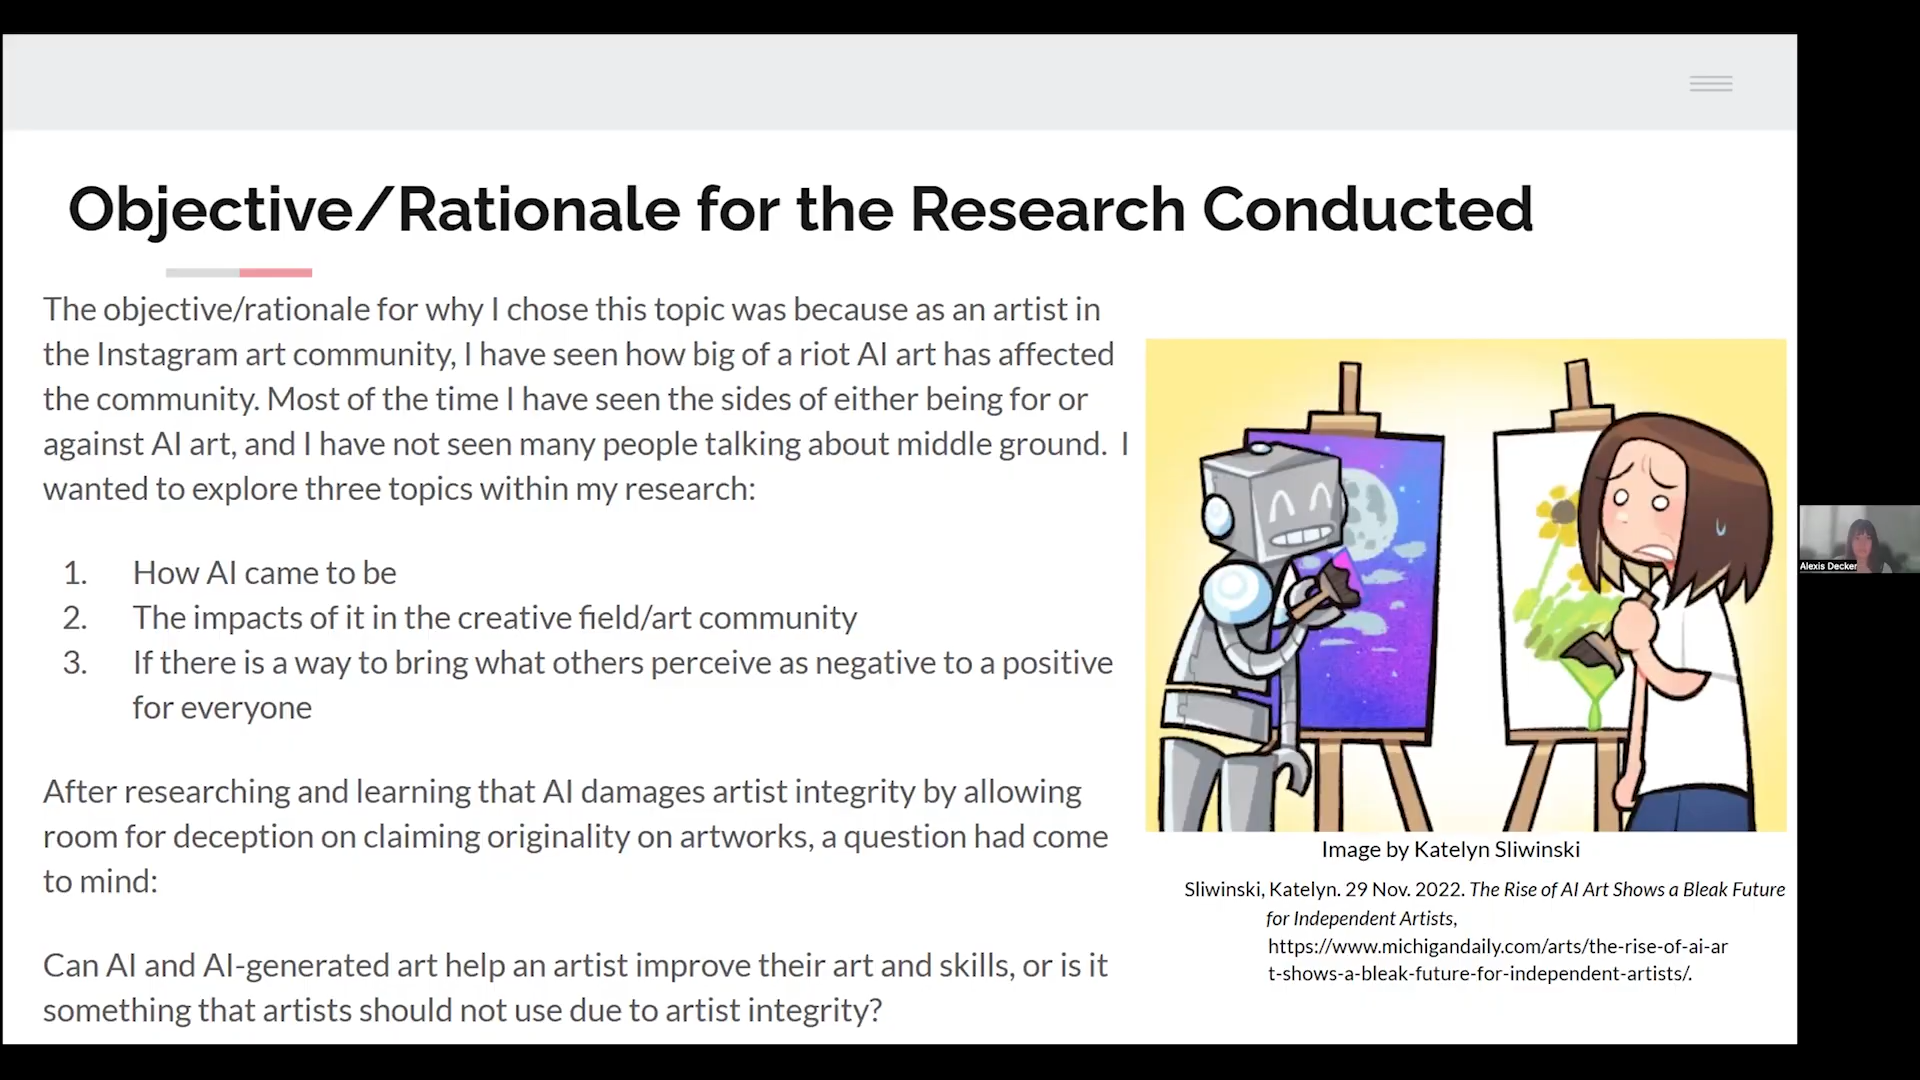 Objective/Rationale for the Research Conducted
The objective/rationale for why I chose this topic was because as an artist in
the Instagram art community, I have seen how big of a riot AI art has affected
the community. Most of the time I have seen the sides of either being for or
against AI art, and I have not seen many people talking about middle ground.  I
wanted to explore three topics within my research:
1. How AI came to be
2. The impacts of it in the creative field/art community
3. If there is a way to bring what others perceive as negative to a positive
for everyone
After researching and learning that AI damages artist integrity by allowing
room for deception on claiming originality on artworks, a question had come
to mind:
Can AI and AI-generated art help an artist improve their art and skills, or is it
something that artists should not use due to artist integrity?
Image by Katelyn Sliwinski
Sliwinski, Katelyn. 29 Nov. 2022. The Rise of AI Art Shows a Bleak Future
for Independent Artists,
https://www.michigandaily.com/arts/the-rise-of-ai-ar
t-shows-a-bleak-future-for-independent-artists/.
Alexis Decker